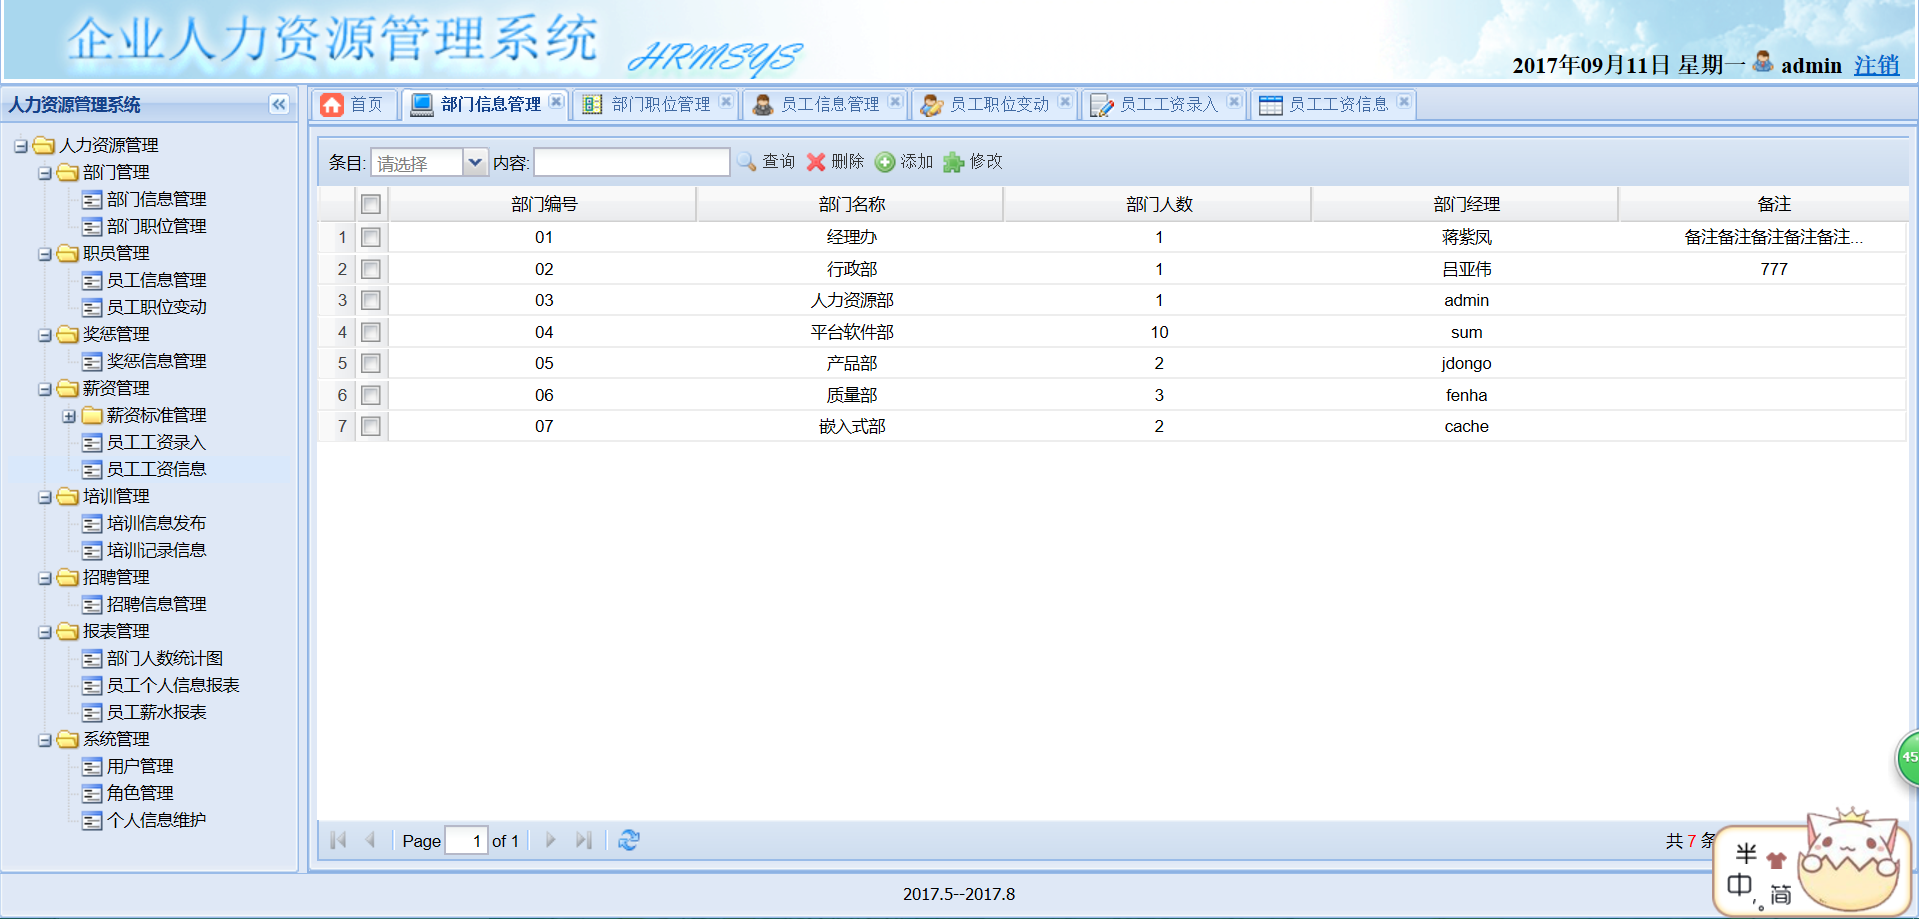 企业人力资源管理系统 HRMSYS
2017年09月11日 星期一 admin 注销
人力资源管理系统
人力资源管理
部门管理
部门信息管理
部门职位管理
职员管理
员工信息管理
员工职位变动
奖惩管理
奖惩信息管理
薪资管理
薪资标准管理
员工工资录入
员工工资信息
培训管理
培训信息发布
培训记录信息
招聘管理
招聘信息管理
报表管理
部门人数统计图
员工个人信息报表
员工薪水报表
系统管理
用户管理
角色管理
个人信息维护
首页 部门信息管理 部门职位管理 员工信息管理 员工职位变动 员工工资录入 员工工资信息
条目: 请选择 内容: 查询 删除 添加 修改
部门编号 部门名称 部门人数 部门经理 备注
1 01 经理办 1 蒋紫凤 备注备注备注备注备注...
2 02 行政部 1 吕亚伟 777
3 03 人力资源部 1 admin
4 04 平台软件部 10 sum
5 05 产品部 2 jdongo
6 06 质量部 3 fenha
7 07 嵌入式部 2 cache
Page 1 of 1 共 7 条
45
半
中 ,。 简
2017.5--2017.8